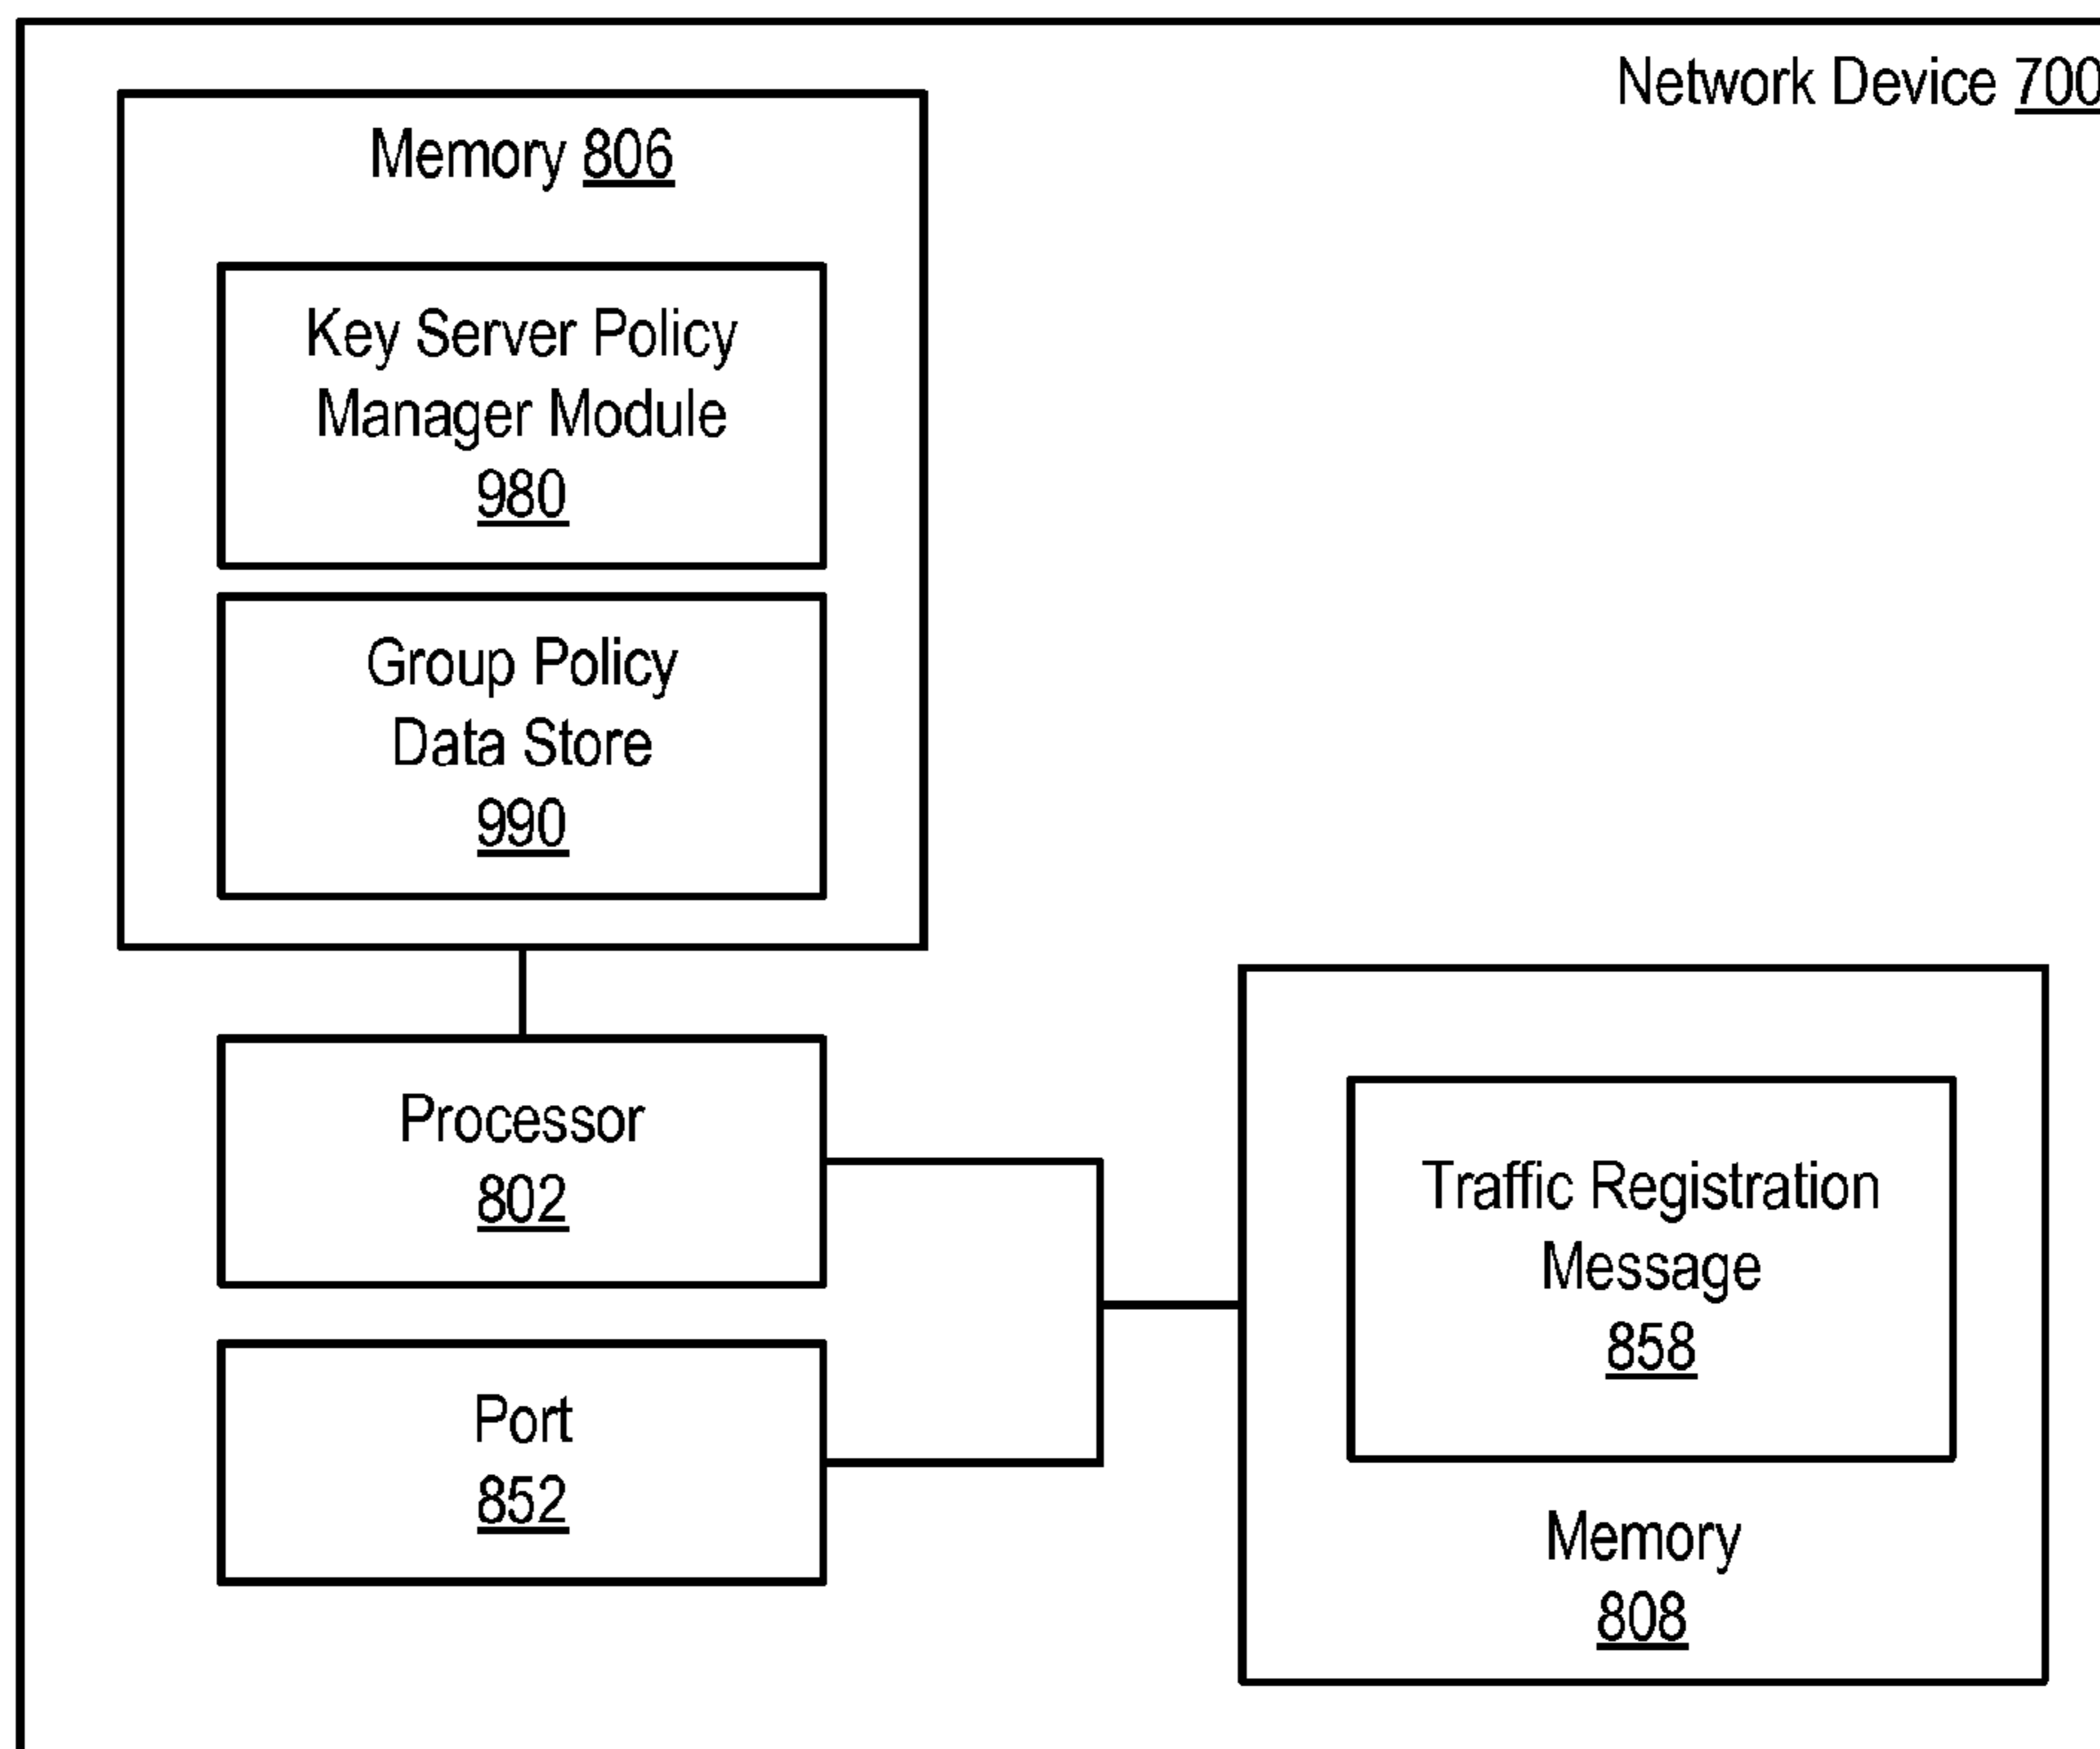 Network Device 700
Memory 806
Key Server Policy
Manager Module
980
Group Policy
Data Store
990
Processor
802
Port
852
Traffic Registration
Message
858
Memory
808